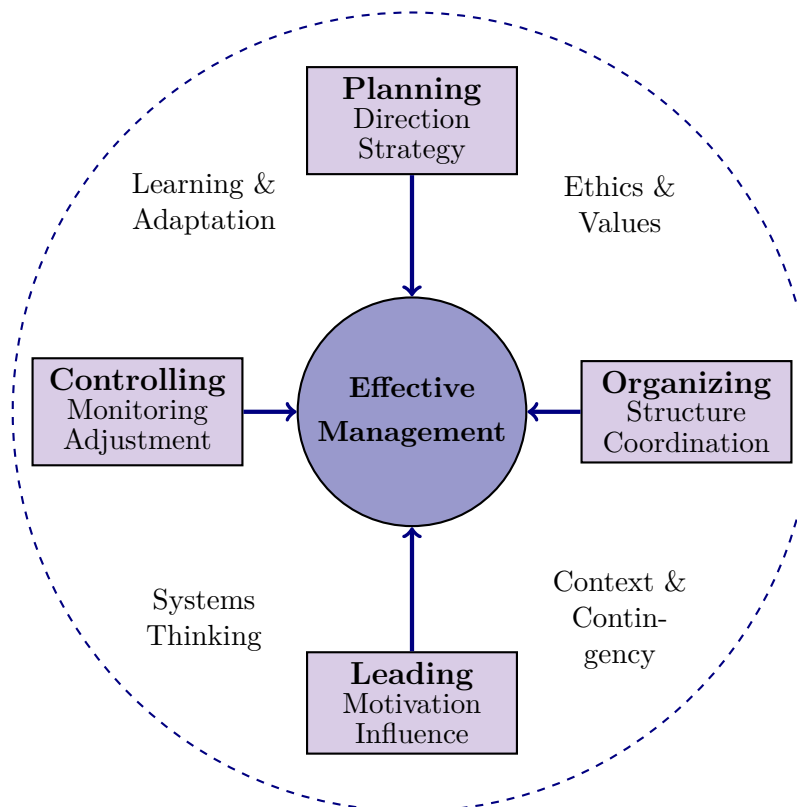 Planning
Direction
Strategy
Learning &
Adaptation
Ethics &
Values
Controlling
Monitoring
Adjustment
Effective
Management
Organizing
Structure
Coordination
Systems
Thinking
Context &
Contin-
gency
Leading
Motivation
Influence